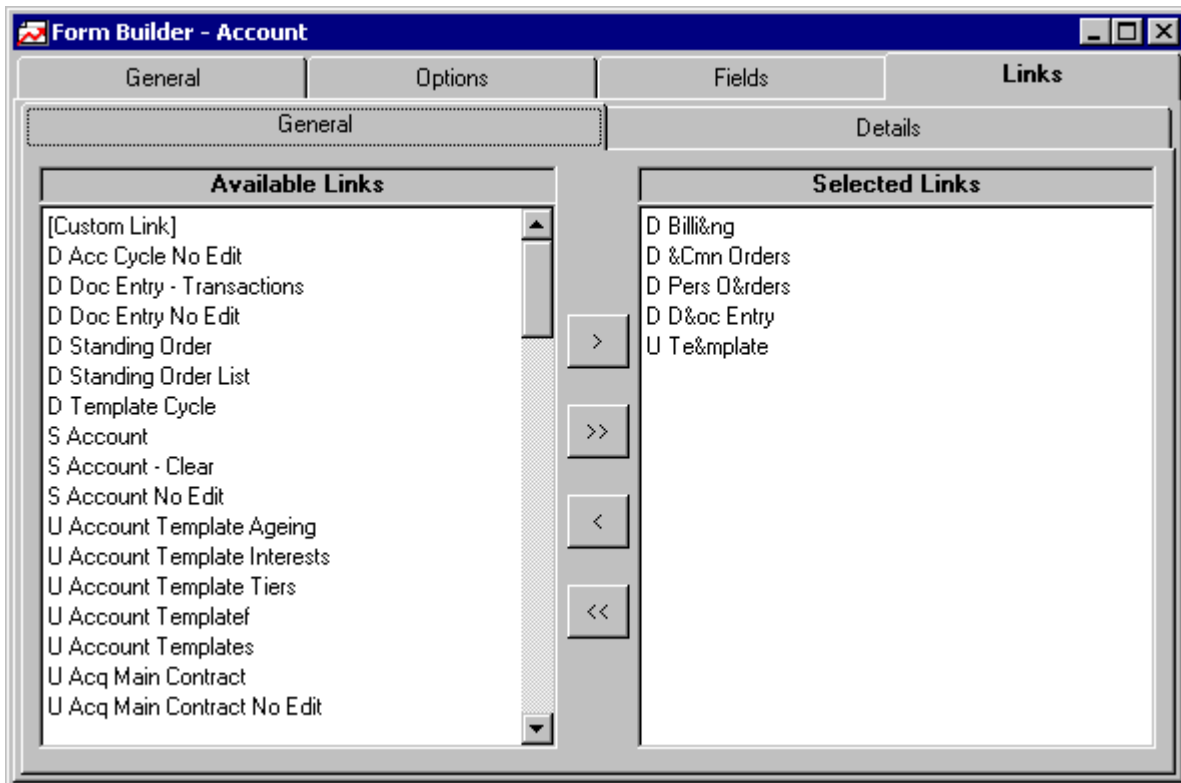 Form Builder - Account
General Options Fields Links
General Details
Available Links
[Custom Link]
D Acc Cycle No Edit
D Doc Entry - Transactions
D Doc Entry No Edit
D Standing Order
D Standing Order List
D Template Cycle
S Account
S Account - Clear
S Account No Edit
U Account Template Ageing
U Account Template Interests
U Account Template Tiers
U Account Templatef
U Account Templates
U Acq Main Contract
U Acq Main Contract No Edit
>
>>
<
<<
Selected Links
D Billi&ng
D &Cmn Orders
D Pers O&rders
D D&oc Entry
U Te&mplate